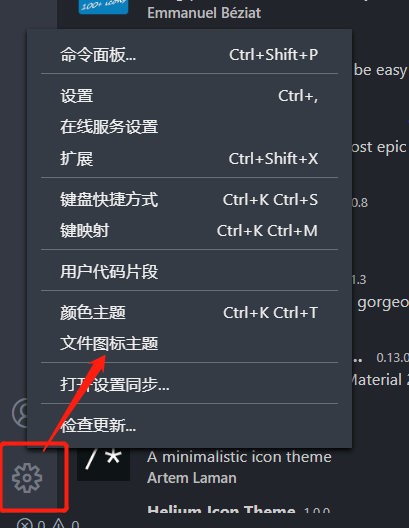 100+ icons
Emmanuel Béziat
命令面板... Ctrl+Shift+P
be easy
设置 Ctrl+,
在线服务设置
ost epic
扩展 Ctrl+Shift+X
键盘快捷方式 Ctrl+K Ctrl+S
0.8
键映射 Ctrl+K Ctrl+M
用户代码片段
1.3
gorgeo
颜色主题 Ctrl+K Ctrl+T
文件图标主题
... 0.13.0
Material 2
打开设置同步...
检查更新...
/*
A minimalistic icon theme
Artem Laman
Helium Icon Theme 1.0.0
0 0